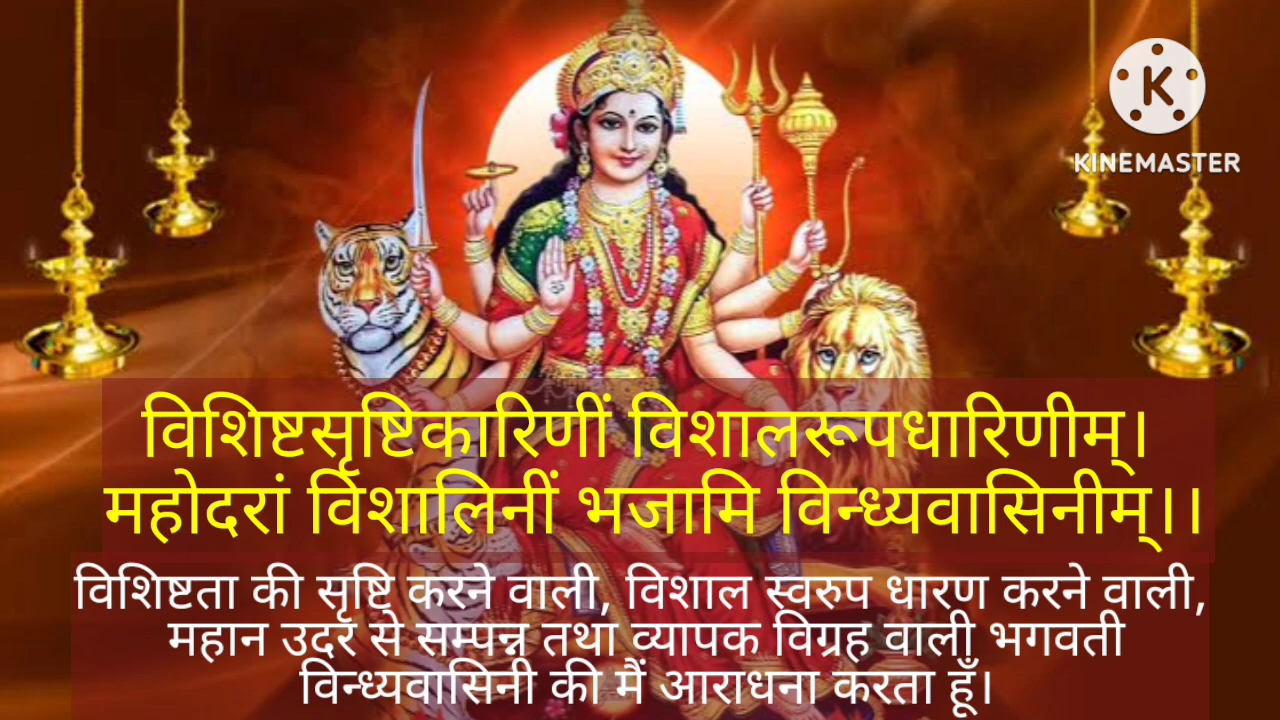 KINEMASTER
विशिष्टसृष्टिकारिणीं विशालरूपधारिणीम्।
महोदरां विशालिनीं भजामि विन्ध्यवासिनीम्।।
विशिष्टता की सृष्टि करने वाली, विशाल स्वरुप धारण करने वाली,
महान उदर से सम्पन्न तथा व्यापक विग्रह वाली भगवती
विन्ध्यवासिनी की मैं आराधना करता हूँ।